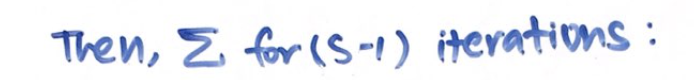 Then, Σ for (S-1) iterations :